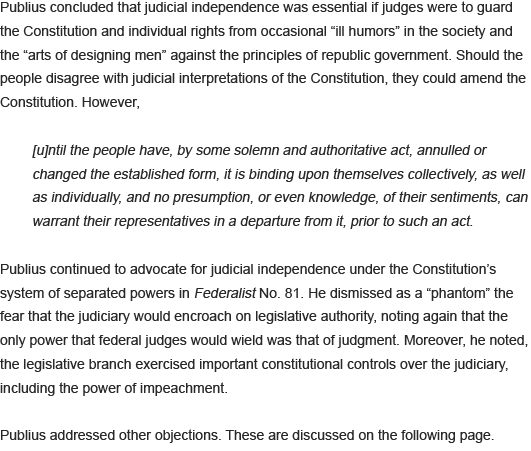 Publius concluded that judicial independence was essential if judges were to guard
the Constitution and individual rights from occasional “ill humors” in the society and
the “arts of designing men” against the principles of republic government. Should the
people disagree with judicial interpretations of the Constitution, they could amend the
Constitution. However,
[u]ntil the people have, by some solemn and authoritative act, annulled or
changed the established form, it is binding upon themselves collectively, as well
as individually, and no presumption, or even knowledge, of their sentiments, can
warrant their representatives in a departure from it, prior to such an act.
Publius continued to advocate for judicial independence under the Constitution’s
system of separated powers in Federalist No. 81. He dismissed as a “phantom” the
fear that the judiciary would encroach on legislative authority, noting again that the
only power that federal judges would wield was that of judgment. Moreover, he noted,
the legislative branch exercised important constitutional controls over the judiciary,
including the power of impeachment.
Publius addressed other objections. These are discussed on the following page.